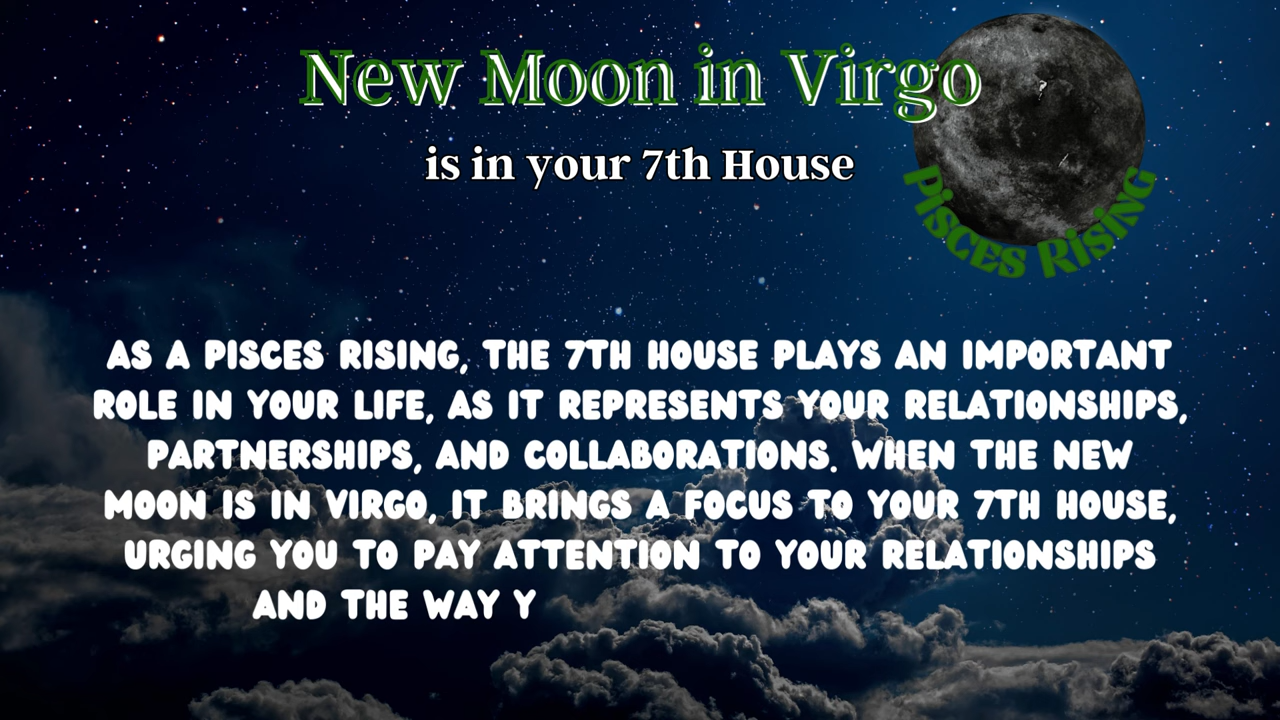 New Moon in Virgo
is in your 7th House
Pisces Rising
AS A PISCES RISING, THE 7TH HOUSE PLAYS AN IMPORTANT
ROLE IN YOUR LIFE, AS IT REPRESENTS YOUR RELATIONSHIPS,
PARTNERSHIPS, AND COLLABORATIONS. WHEN THE NEW
MOON IS IN VIRGO, IT BRINGS A FOCUS TO YOUR 7TH HOUSE,
URGING YOU TO PAY ATTENTION TO YOUR RELATIONSHIPS
AND THE WAY Y